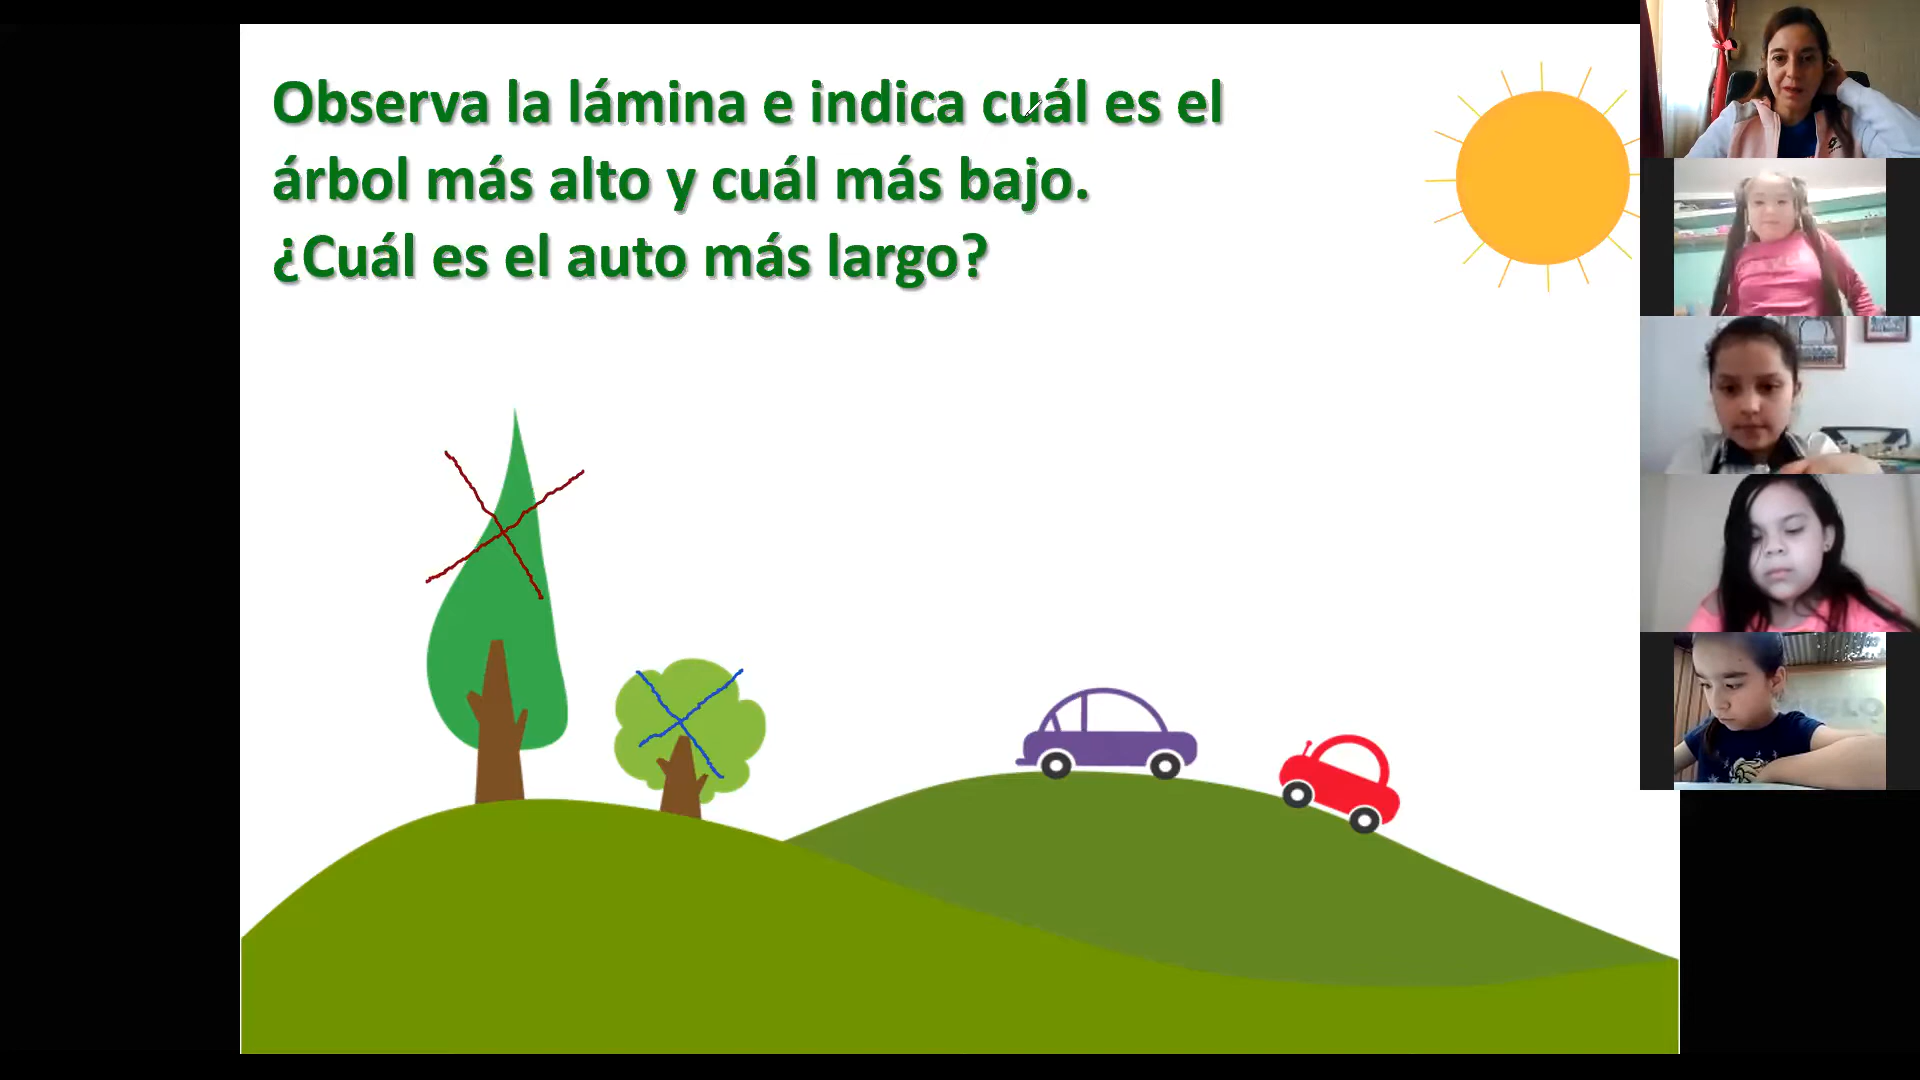 Observa la lámina e indica cuál es el
árbol más alto y cuál más bajo.
¿Cuál es el auto más largo?